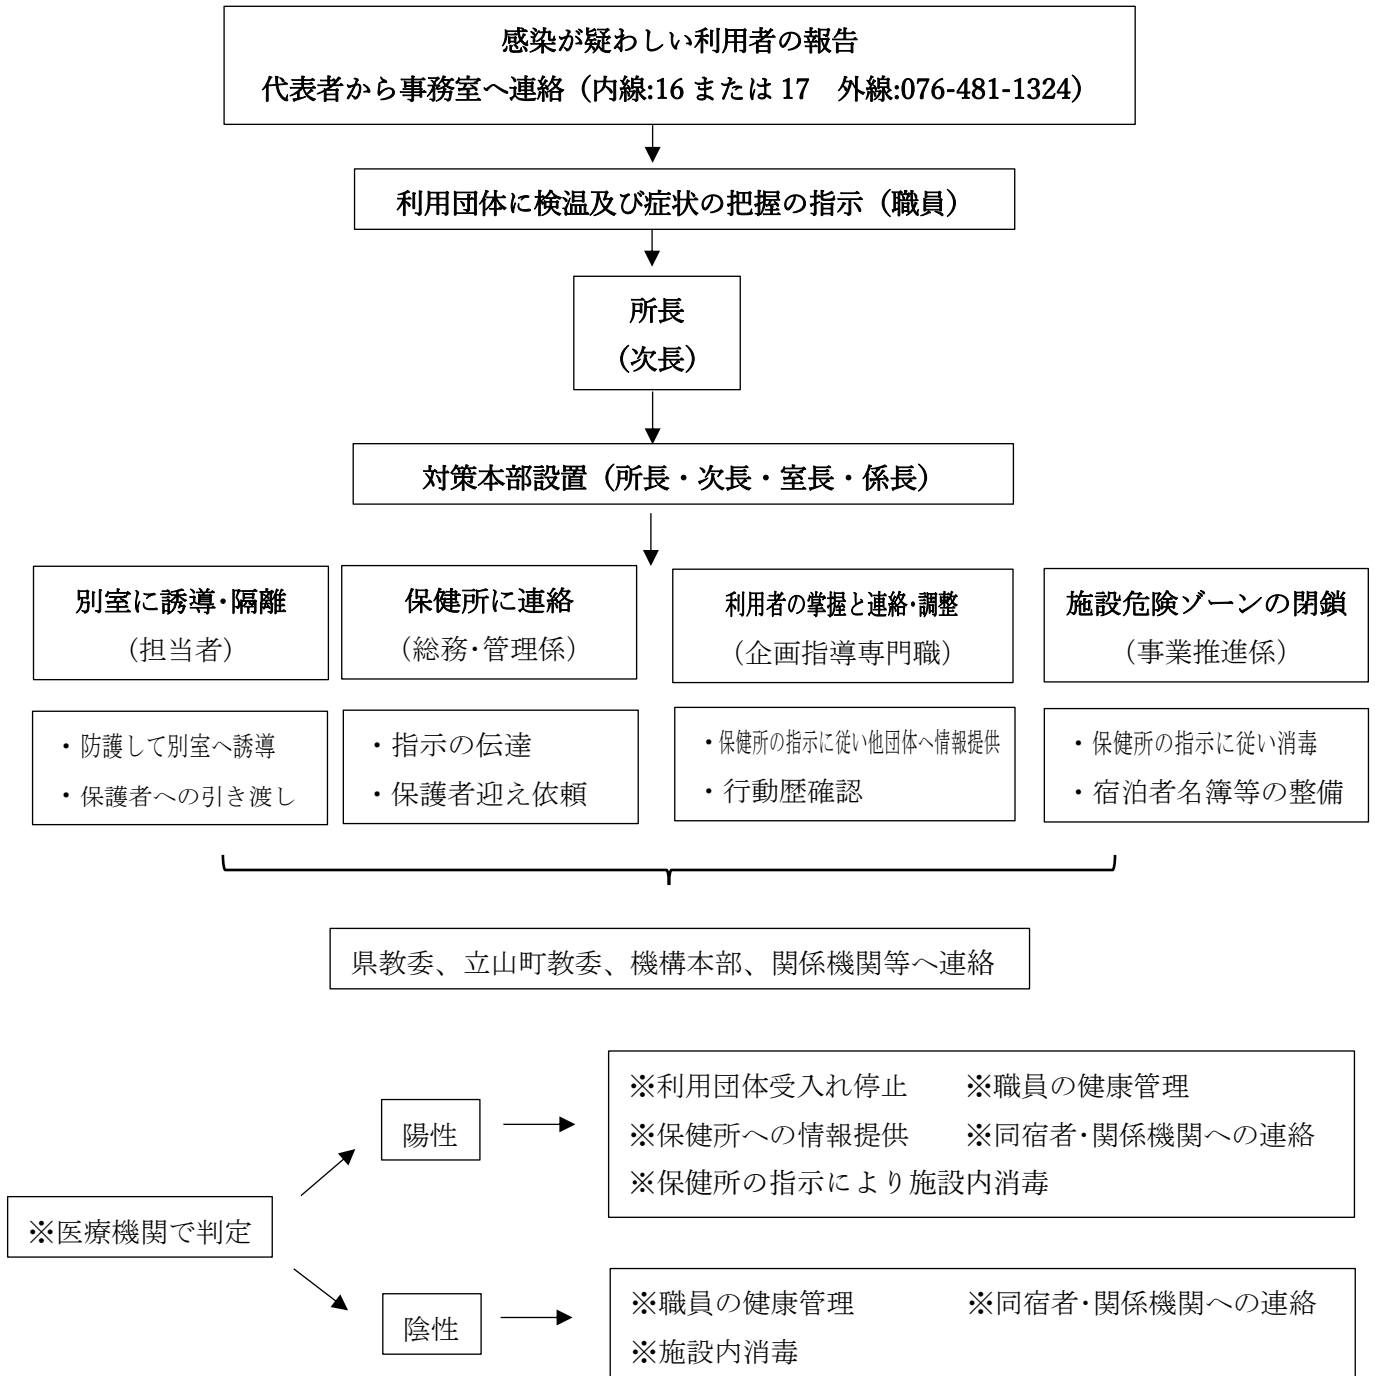 感染が疑わしい利用者の報告
代表者から事務室へ連絡（内線:16 または 17　外線:076-481-1324）
利用団体に検温及び症状の把握の指示（職員）
所長
（次長）
対策本部設置（所長・次長・室長・係長）
別室に誘導･隔離
（担当者）
保健所に連絡
（総務･管理係）
利用者の掌握と連絡･調整
（企画指導専門職）
施設危険ゾーンの閉鎖
（事業推進係）
・防護して別室へ誘導
・保護者への引き渡し
・指示の伝達
・保護者迎え依頼
・保健所の指示に従い他団体へ情報提供
・行動歴確認
・保健所の指示に従い消毒
・宿泊者名簿等の整備
県教委、立山町教委、機構本部、関係機関等へ連絡
※医療機関で判定
陽性
※利用団体受入れ停止　　※職員の健康管理
※保健所への情報提供　　※同宿者･関係機関への連絡
※保健所の指示により施設内消毒
陰性
※職員の健康管理　　　　※同宿者･関係機関への連絡
※施設内消毒